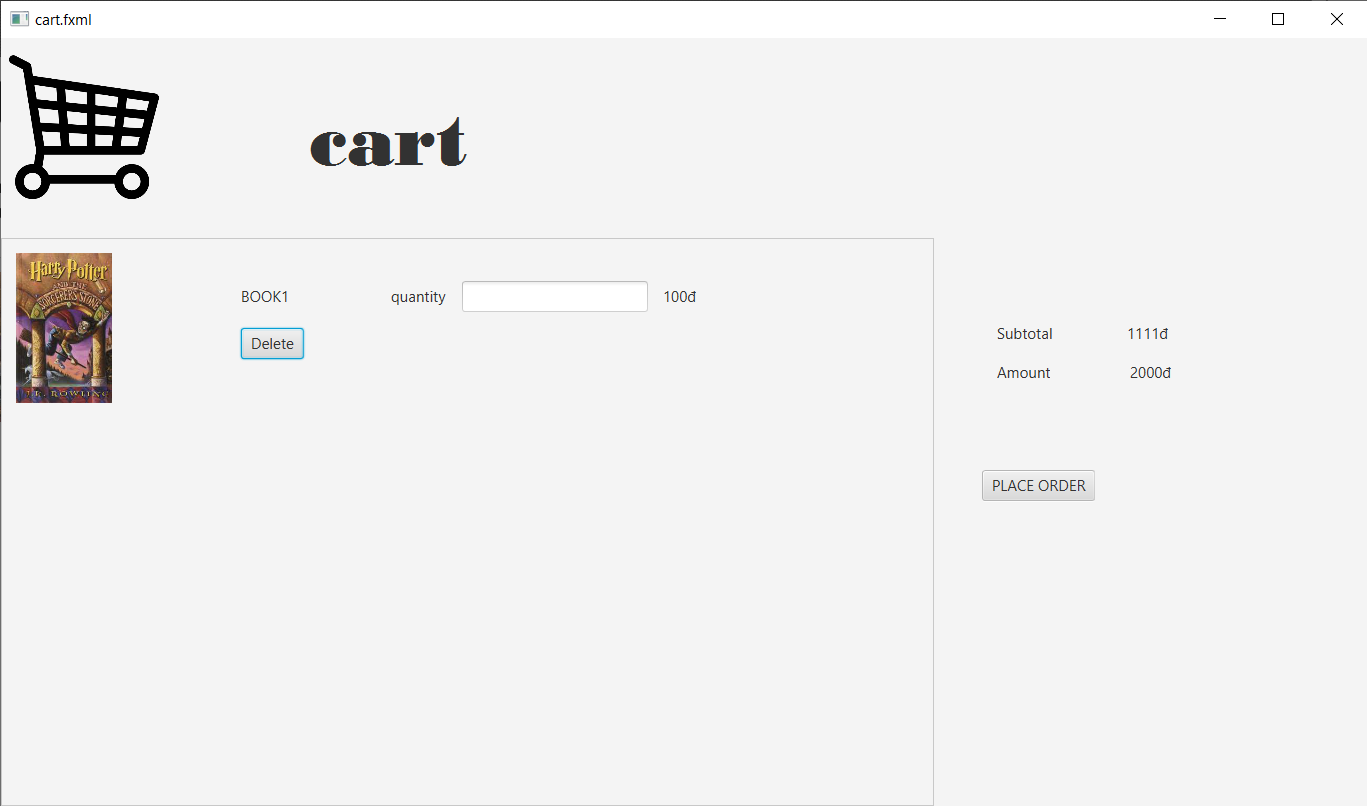 cart.fxml
cart
Harry Potter
AND THE
SORCERER'S STONE
J.K. ROWLING
BOOK1
quantity
100đ
Delete
Subtotal
1111đ
Amount
2000đ
PLACE ORDER